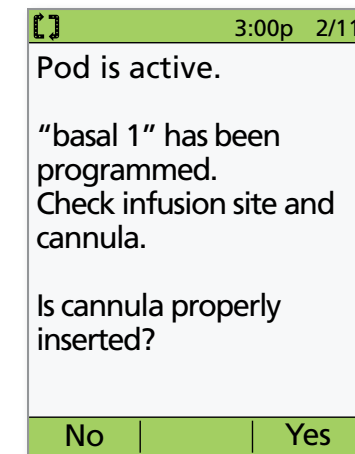 3:00p 2/11
Pod is active.
“basal 1” has been
programmed.
Check infusion site and
cannula.
Is cannula properly
inserted?
No Yes